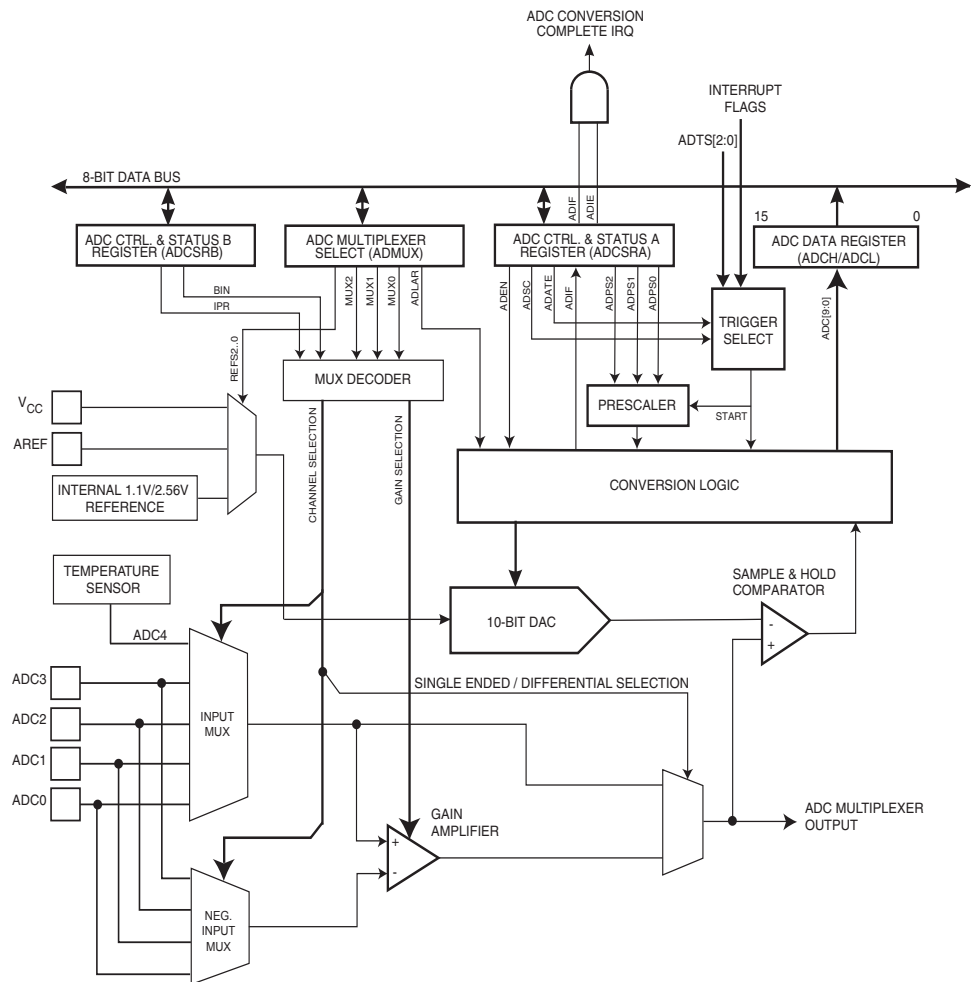 ADC CONVERSION
COMPLETE IRQ
INTERRUPT
FLAGS
ADTS[2:0]
8-BIT DATA BUS
ADIF
ADIE
15
0
ADC CTRL. & STATUS B
REGISTER (ADCSRB)
ADC MULTIPLEXER
SELECT (ADMUX)
ADC CTRL. & STATUS A
REGISTER (ADCSRA)
ADC DATA REGISTER
(ADCH/ADCL)
BIN
IPR
REFS2..0
MUX2
MUX1
MUX0
ADLAR
ADEN
ADSC
ADATE
ADIF
ADPS2
ADPS1
ADPS0
TRIGGER
SELECT
ADC[9:0]
MUX DECODER
PRESCALER
START
VCC
AREF
INTERNAL 1.1V/2.56V
REFERENCE
CHANNEL SELECTION
GAIN SELECTION
CONVERSION LOGIC
TEMPERATURE
SENSOR
ADC4
10-BIT DAC
SAMPLE & HOLD
COMPARATOR
-
+
ADC3
ADC2
ADC1
ADC0
INPUT
MUX
SINGLE ENDED / DIFFERENTIAL SELECTION
GAIN
AMPLIFIER
+
-
ADC MULTIPLEXER
OUTPUT
NEG.
INPUT
MUX